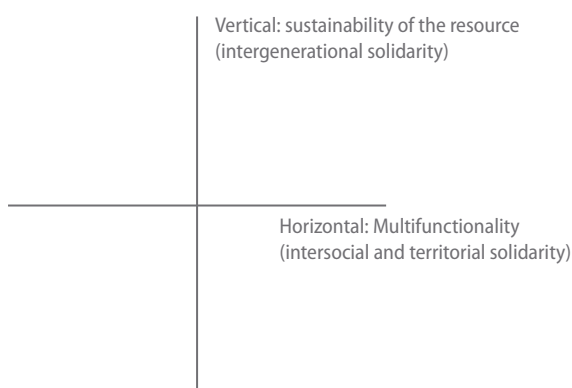 Vertical: sustainability of the resource
(intergenerational solidarity)
Horizontal: Multifunctionality
(intersocial and territorial solidarity)